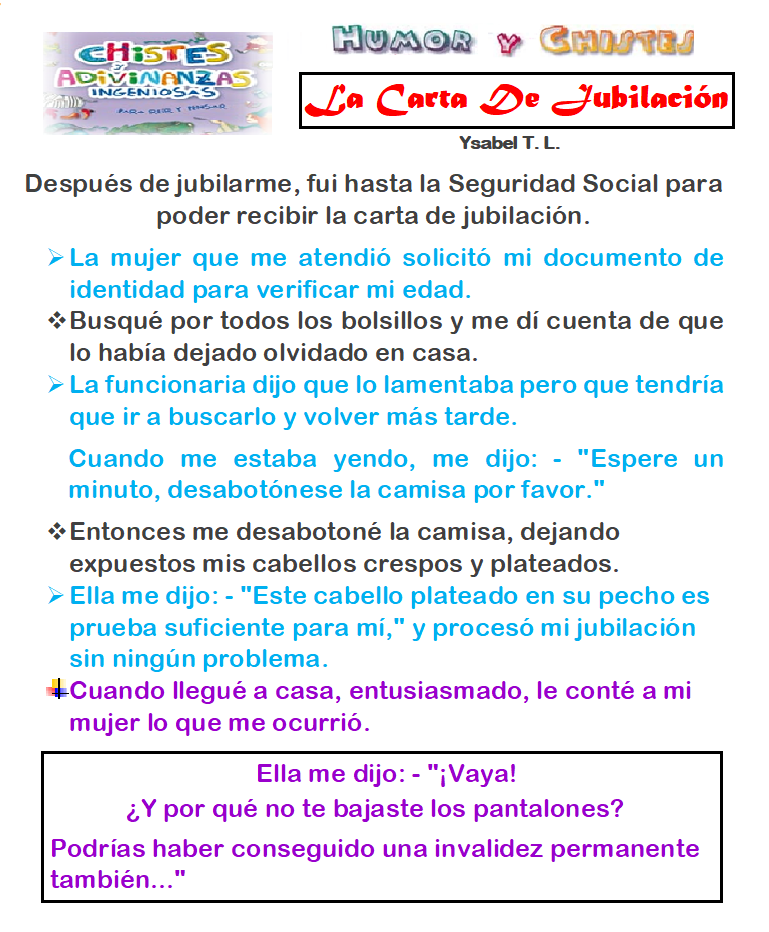 CHISTES
Y
ADIVINANZAS
INGENIOSAS
PARA REÍR Y PENSAR
HUMOR Y CHISTES
La Carta De Jubilación
Ysabel T. L.
Después de jubilarme, fui hasta la Seguridad Social para
poder recibir la carta de jubilación.
La mujer que me atendió solicitó mi documento de
identidad para verificar mi edad.
Busqué por todos los bolsillos y me dí cuenta de que
lo había dejado olvidado en casa.
La funcionaria dijo que lo lamentaba pero que tendría
que ir a buscarlo y volver más tarde.
Cuando me estaba yendo, me dijo: - "Espere un
minuto, desabotónese la camisa por favor."
Entonces me desabotoné la camisa, dejando
expuestos mis cabellos crespos y plateados.
Ella me dijo: - "Este cabello plateado en su pecho es
prueba suficiente para mí," y procesó mi jubilación
sin ningún problema.
Cuando llegué a casa, entusiasmado, le conté a mi
mujer lo que me ocurrió.
Ella me dijo: - "¡Vaya!
¿Y por qué no te bajaste los pantalones?
Podrías haber conseguido una invalidez permanente
también..."